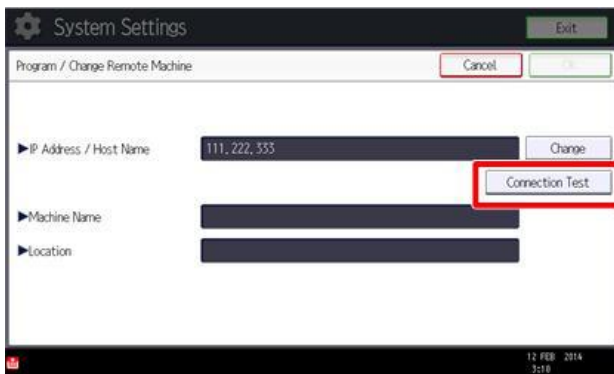 System Settings
Exit
Program / Change Remote Machine
Cancel
OK
▶IP Address / Host Name
111, 222, 333
Change
Connection Test
▶Machine Name
▶Location
12 FEB 2014
3:10